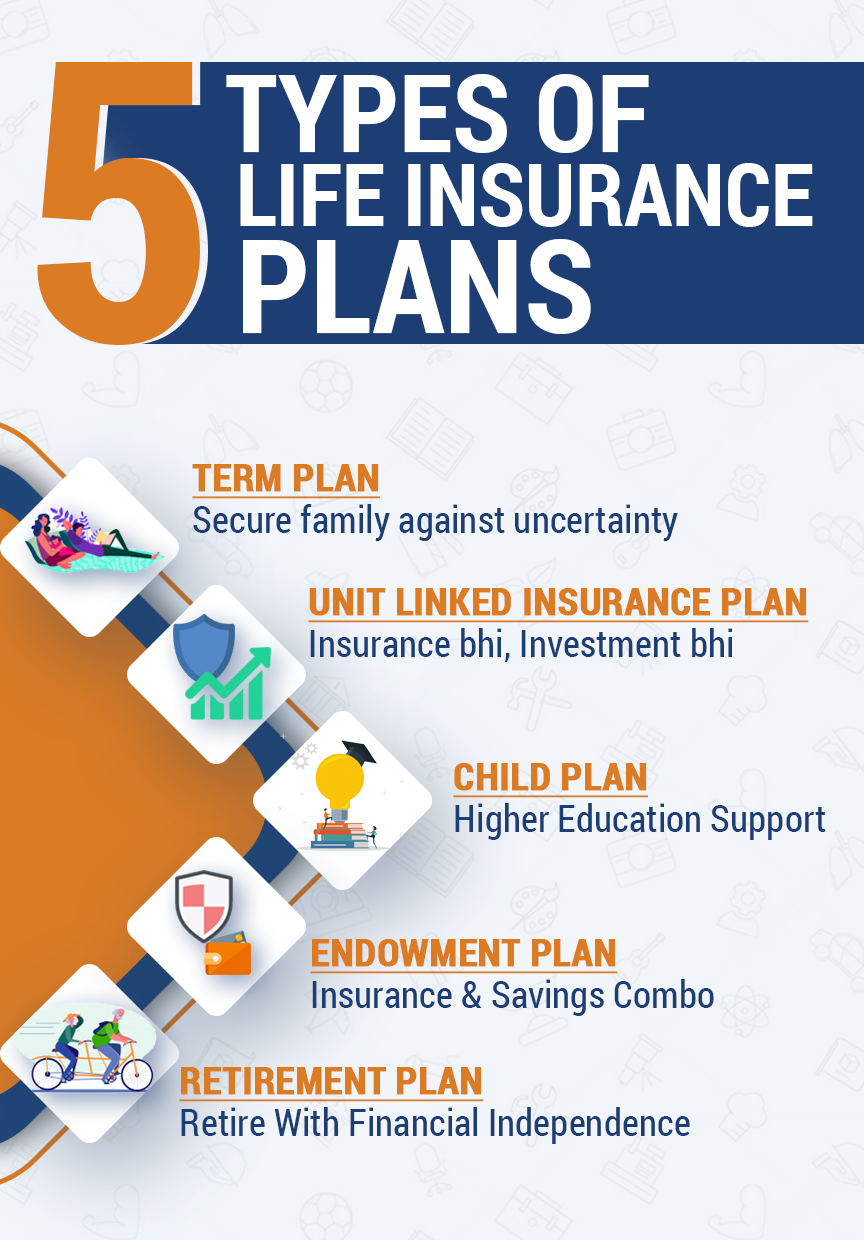 5 TYPES OF
LIFE INSURANCE
PLANS
TERM PLAN
Secure family against uncertainty
UNIT LINKED INSURANCE PLAN
Insurance bhi, Investment bhi
CHILD PLAN
Higher Education Support
ENDOWMENT PLAN
Insurance & Savings Combo
RETIREMENT PLAN
Retire With Financial Independence